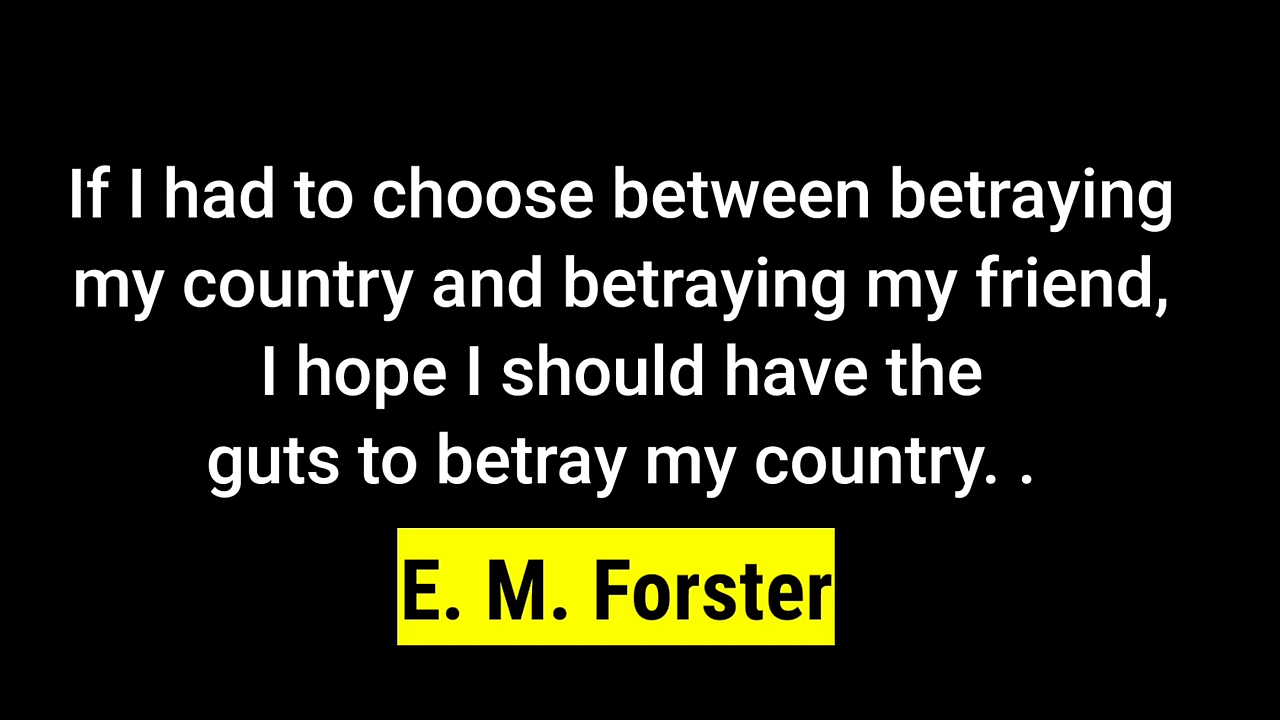 If I had to choose between betraying
my country and betraying my friend,
I hope I should have the
guts to betray my country. .
E. M. Forster